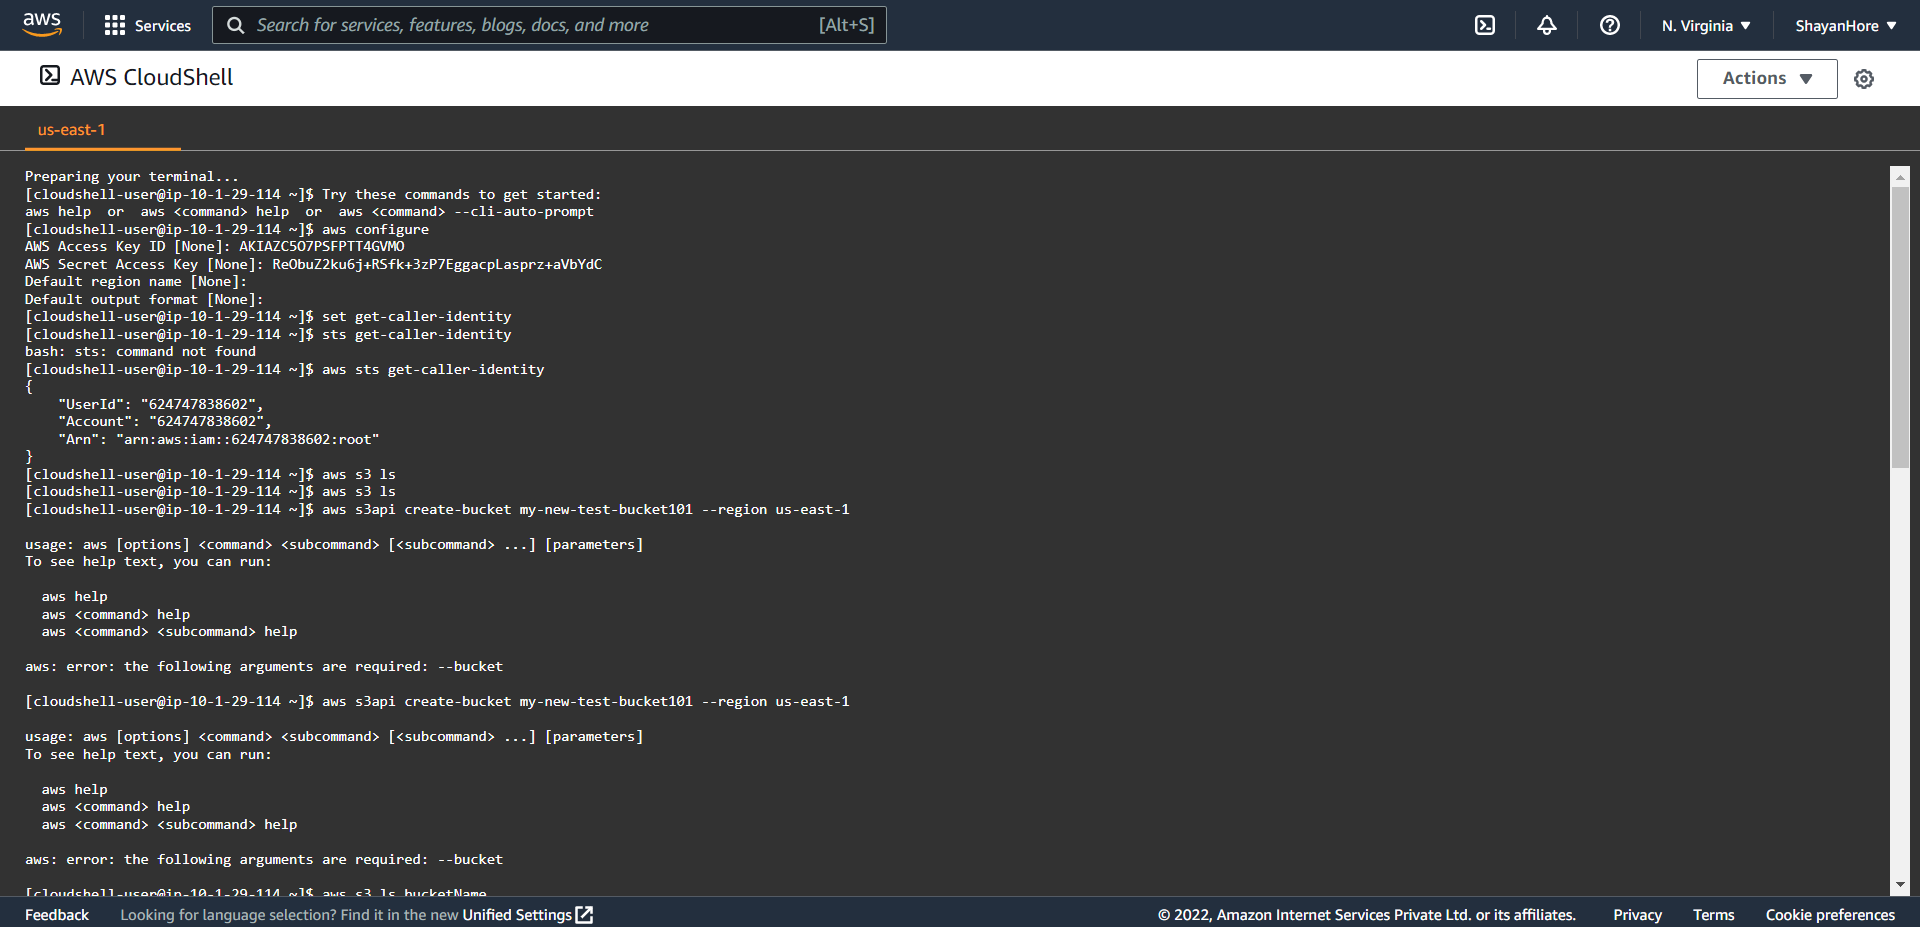 aws
Services
Search for services, features, blogs, docs, and more
[Alt+S]
N. Virginia
ShayanHore
AWS CloudShell
Actions
us-east-1
Preparing your terminal...
[cloudshell-user@ip-10-1-29-114 ~]$ Try these commands to get started:
aws help  or  aws <command> help  or  aws <command> --cli-auto-prompt
[cloudshell-user@ip-10-1-29-114 ~]$ aws configure
AWS Access Key ID [None]: AKIAZC5O7PSFPTT4GVMO
AWS Secret Access Key [None]: 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
Default region name [None]:
Default output format [None]:
[cloudshell-user@ip-10-1-29-114 ~]$ set get-caller-identity
[cloudshell-user@ip-10-1-29-114 ~]$ sts get-caller-identity
bash: sts: command not found
[cloudshell-user@ip-10-1-29-114 ~]$ aws sts get-caller-identity
{
    "UserId": "624747838602",
    "Account": "624747838602",
    "Arn": "arn:aws:iam::624747838602:root"
}
[cloudshell-user@ip-10-1-29-114 ~]$ aws s3 ls
[cloudshell-user@ip-10-1-29-114 ~]$ aws s3 ls
[cloudshell-user@ip-10-1-29-114 ~]$ aws s3api create-bucket my-new-test-bucket101 --region us-east-1
usage: aws [options] <command> <subcommand> [<subcommand> ...] [parameters]
To see help text, you can run:
  aws help
  aws <command> help
  aws <command> <subcommand> help
aws: error: the following arguments are required: --bucket
[cloudshell-user@ip-10-1-29-114 ~]$ aws s3api create-bucket my-new-test-bucket101 --region us-east-1
usage: aws [options] <command> <subcommand> [<subcommand> ...] [parameters]
To see help text, you can run:
  aws help
  aws <command> help
  aws <command> <subcommand> help
aws: error: the following arguments are required: --bucket
[cloudshell-user@ip-10-1-29-114 ~]$ aws s3 ls bucketName
Feedback
Looking for language selection? Find it in the new Unified Settings
© 2022, Amazon Internet Services Private Ltd. or its affiliates.
Privacy
Terms
Cookie preferences